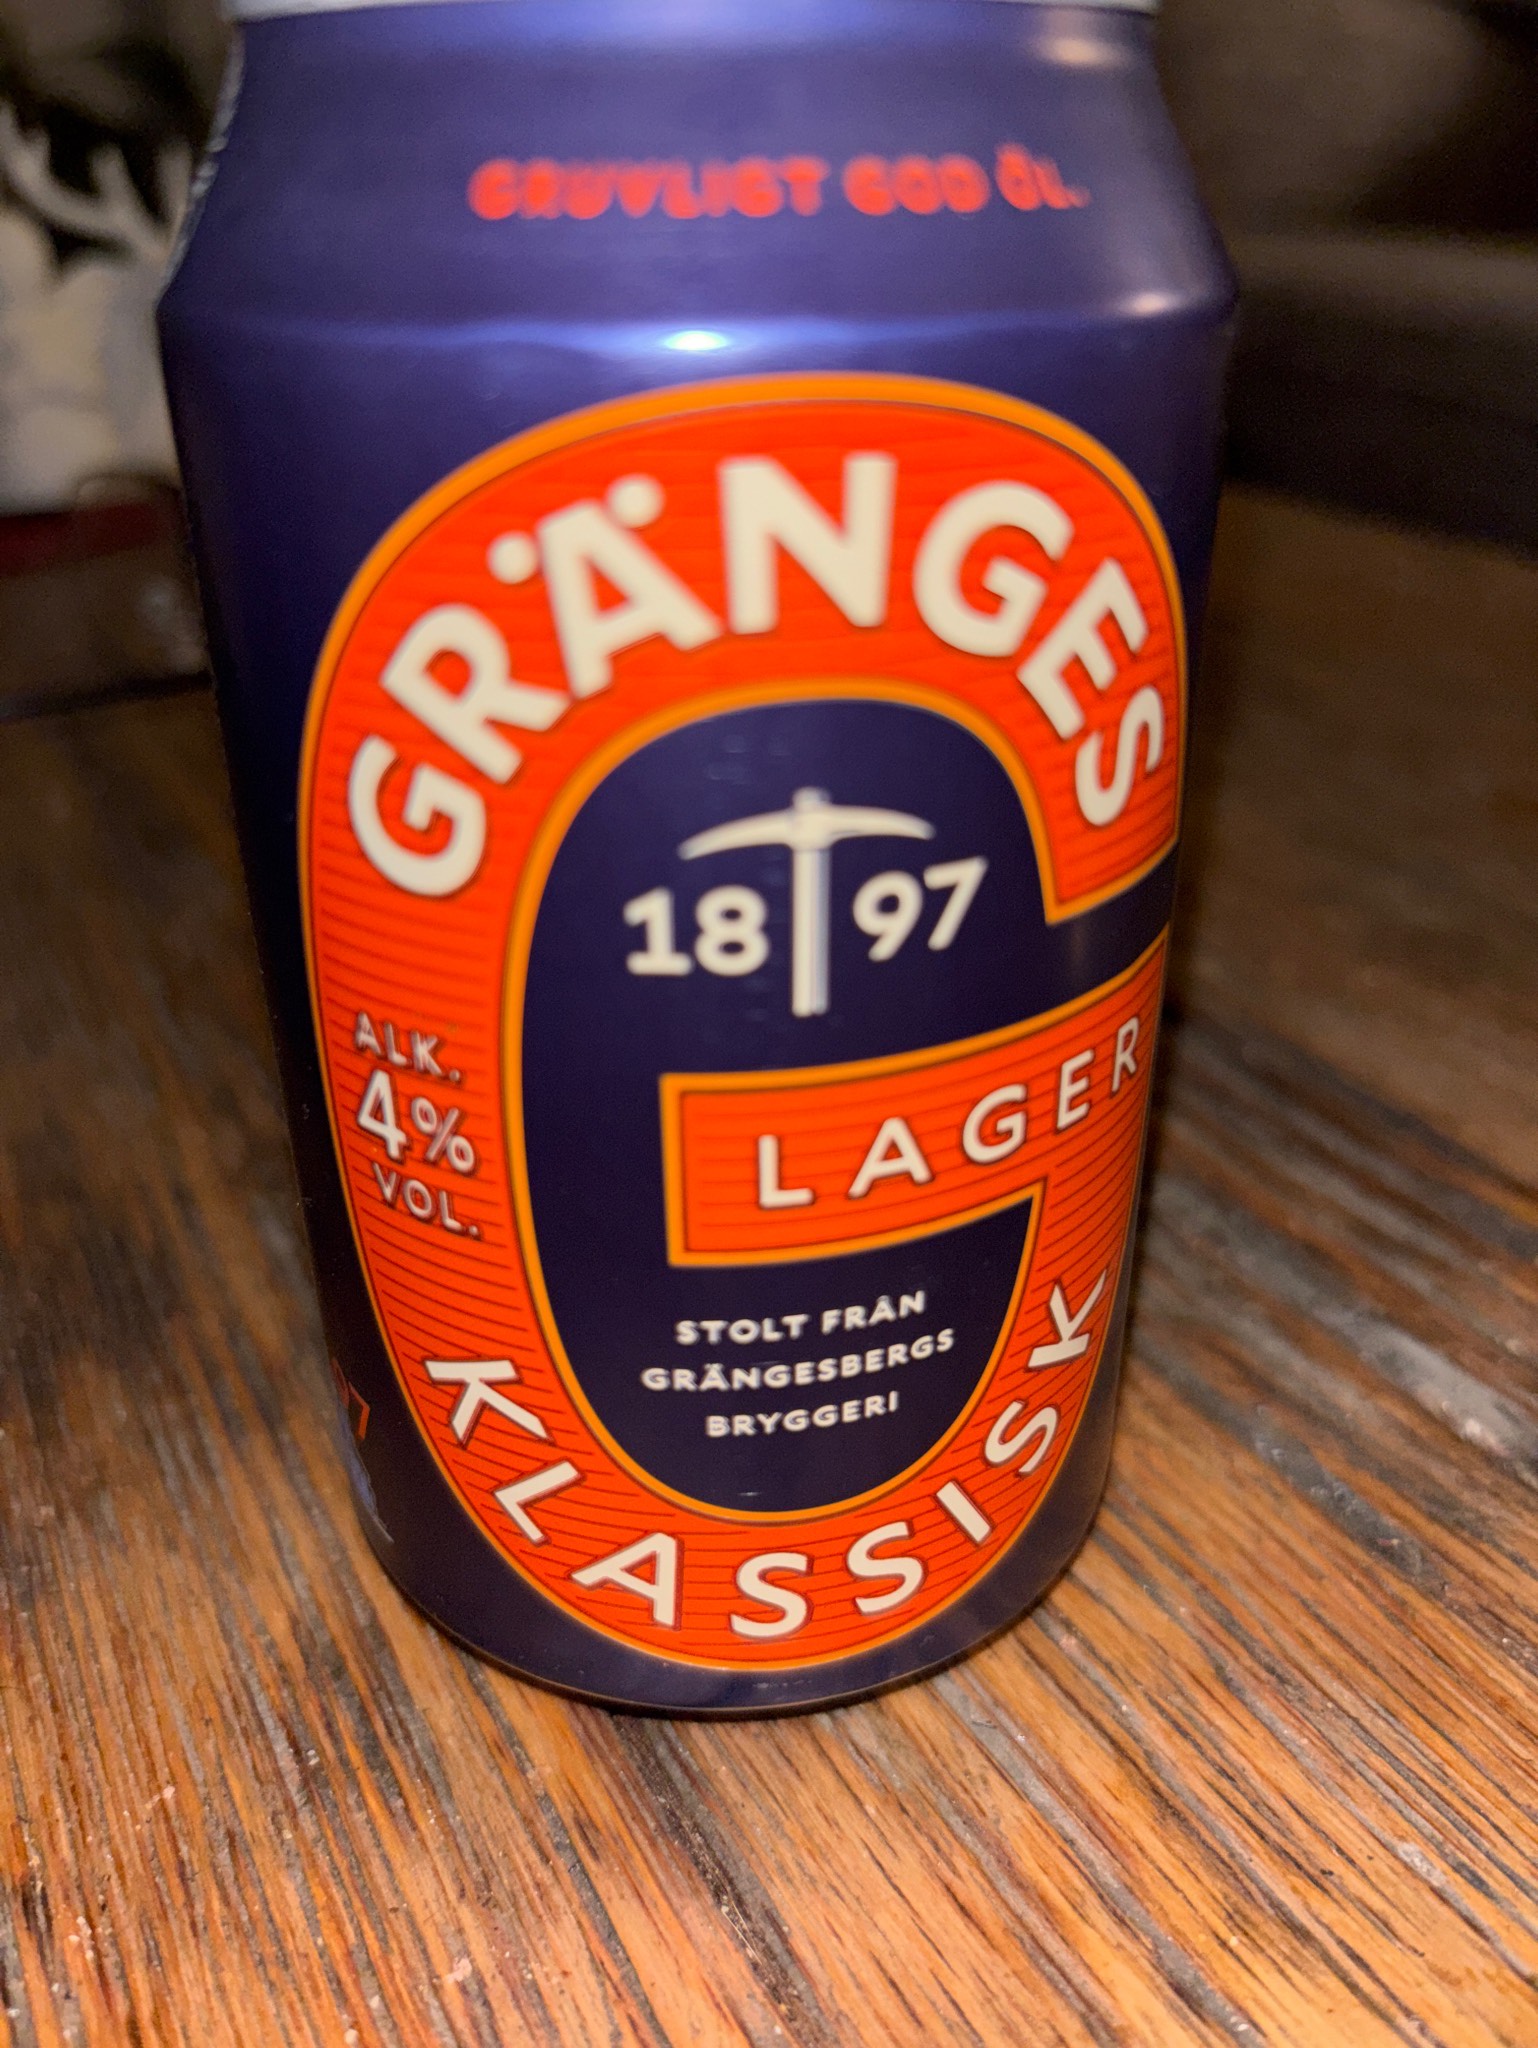 GRUVLIGT GOD ÖL.
GRÄNGES
18 97
ALK.
4%
VOL.
LAGER
STOLT FRÅN
GRÄNGESBERGS
BRYGGERI
KLASSISK